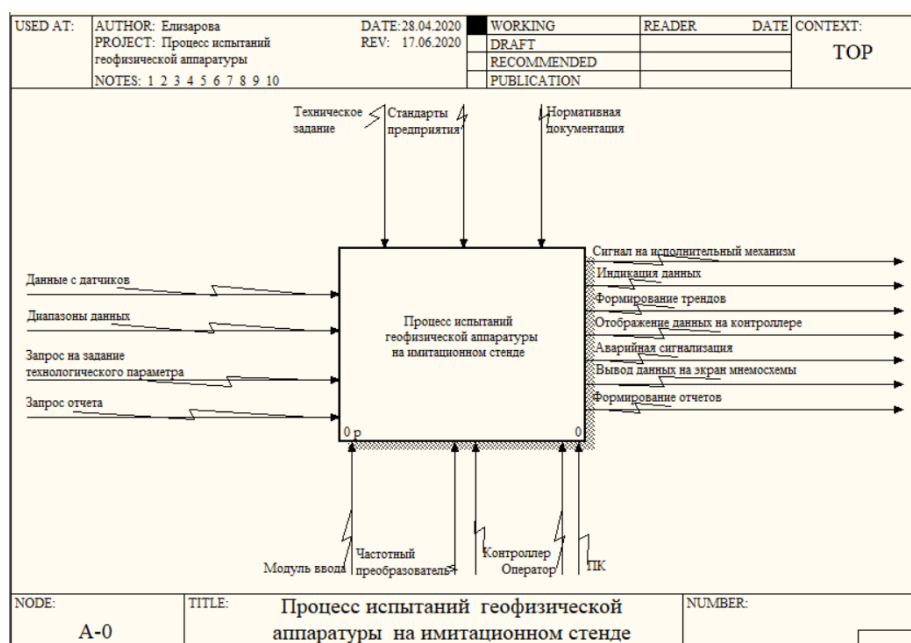 USED AT:
AUTHOR: Елизарова
DATE:28.04.2020
WORKING
READER
DATE
CONTEXT:
PROJECT: Процесс испытаний
REV: 17.06.2020
DRAFT
TOP
геофизической аппаратуры
RECOMMENDED
NOTES: 1 2 3 4 5 6 7 8 9 10
PUBLICATION
Техническое
задание
Стандарты
предприятия
Нормативная
документация
Данные с датчиков
Диапазоны данных
Запрос на задание
технологического параметра
Запрос отчета
Процесс испытаний
геофизической аппаратуры
на имитационном стенде
0 р.
0
Сигнал на исполнительный механизм
Индикация данных
Формирование трендов
Отображение данных на контроллере
Аварийная сигнализация
Вывод данных на экран мнемосхемы
Формирование отчетов
Модуль ввода
Частотный
преобразователь
Контроллер
Оператор
ПК
NODE:
A-0
TITLE:
Процесс испытаний геофизической
аппаратуры на имитационном стенде
NUMBER: